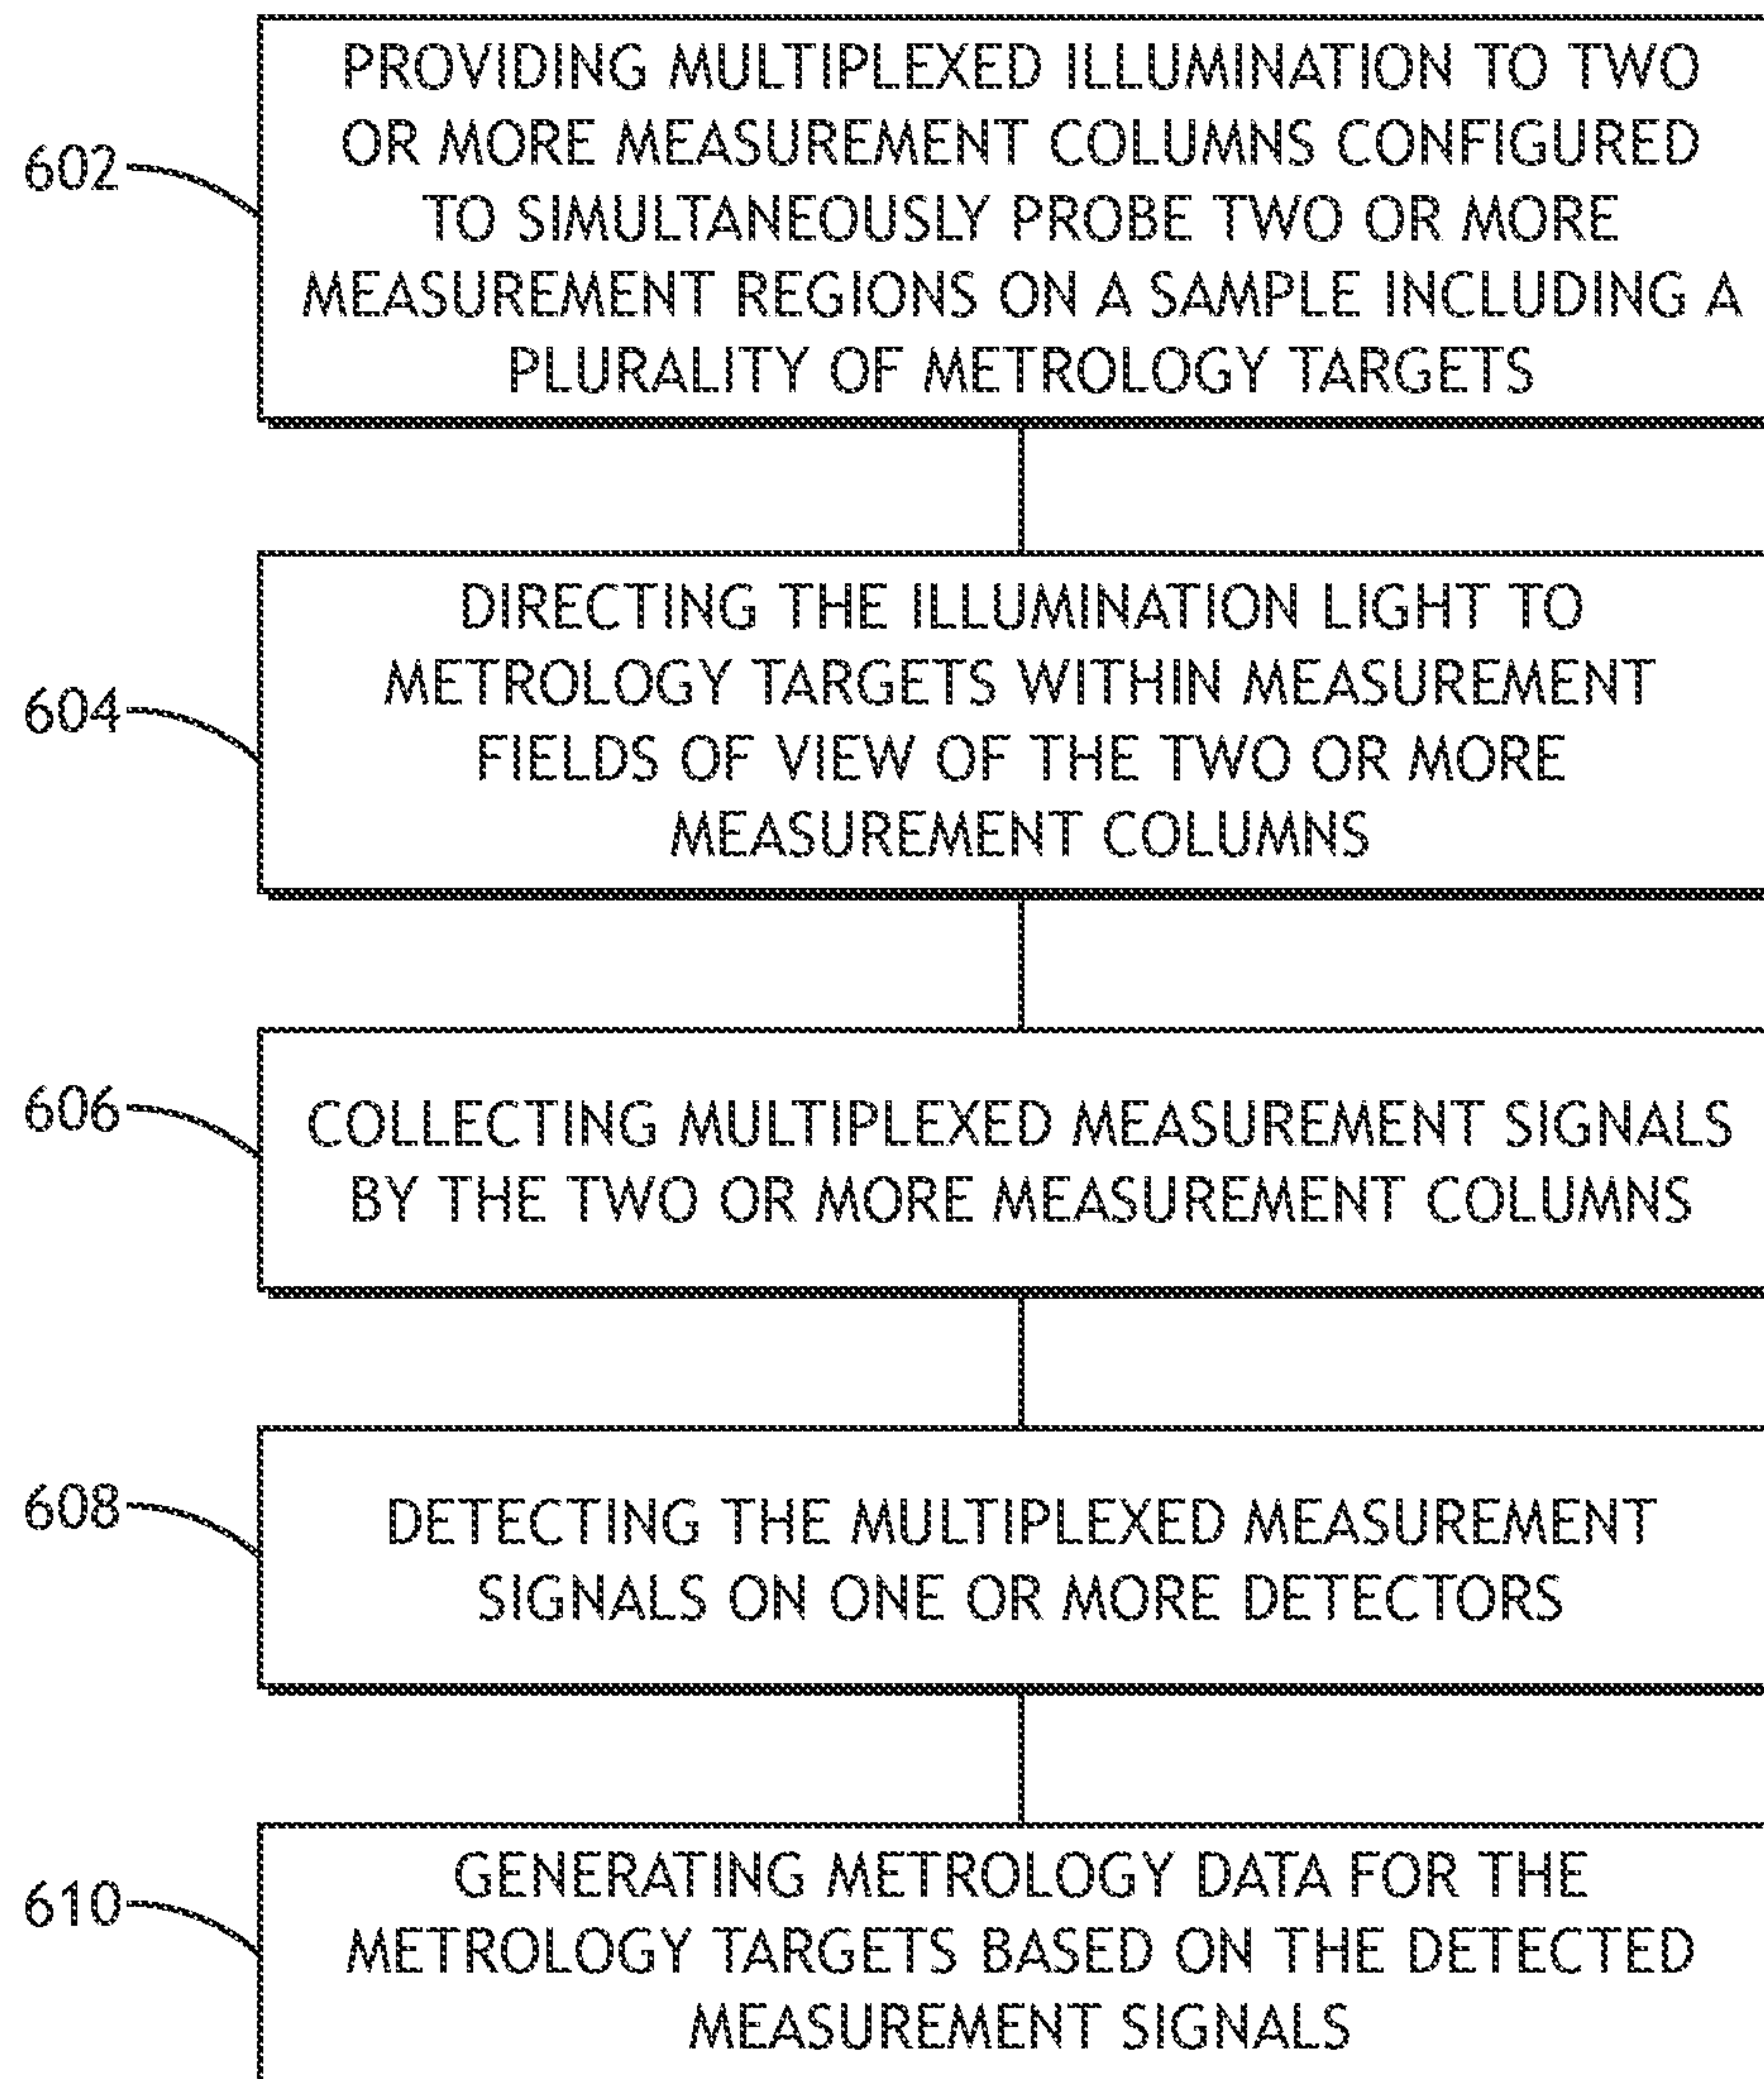 PROVIDING MULTIPLEXED ILLUMINATION TO TWO
OR MORE MEASUREMENT COLUMNS CONFIGURED
602
TO SIMULTANEOUSLY PROBE TWO OR MORE
MEASUREMENT REGIONS ON A SAMPLE INCLUDING A
PLURALITY OF METROLOGY TARGETS
DIRECTING THE ILLUMINATION LIGHT TO
METROLOGY TARGETS WITHIN MEASUREMENT
604
FIELDS OF VIEW OF THE TWO OR MORE
MEASUREMENT COLUMNS
606
COLLECTING MULTIPLEXED MEASUREMENT SIGNALS
BY THE TWO OR MORE MEASUREMENT COLUMNS
608
DETECTING THE MULTIPLEXED MEASUREMENT
SIGNALS ON ONE OR MORE DETECTORS
GENERATING METROLOGY DATA FOR THE
610
METROLOGY TARGETS BASED ON THE DETECTED
MEASUREMENT SIGNALS